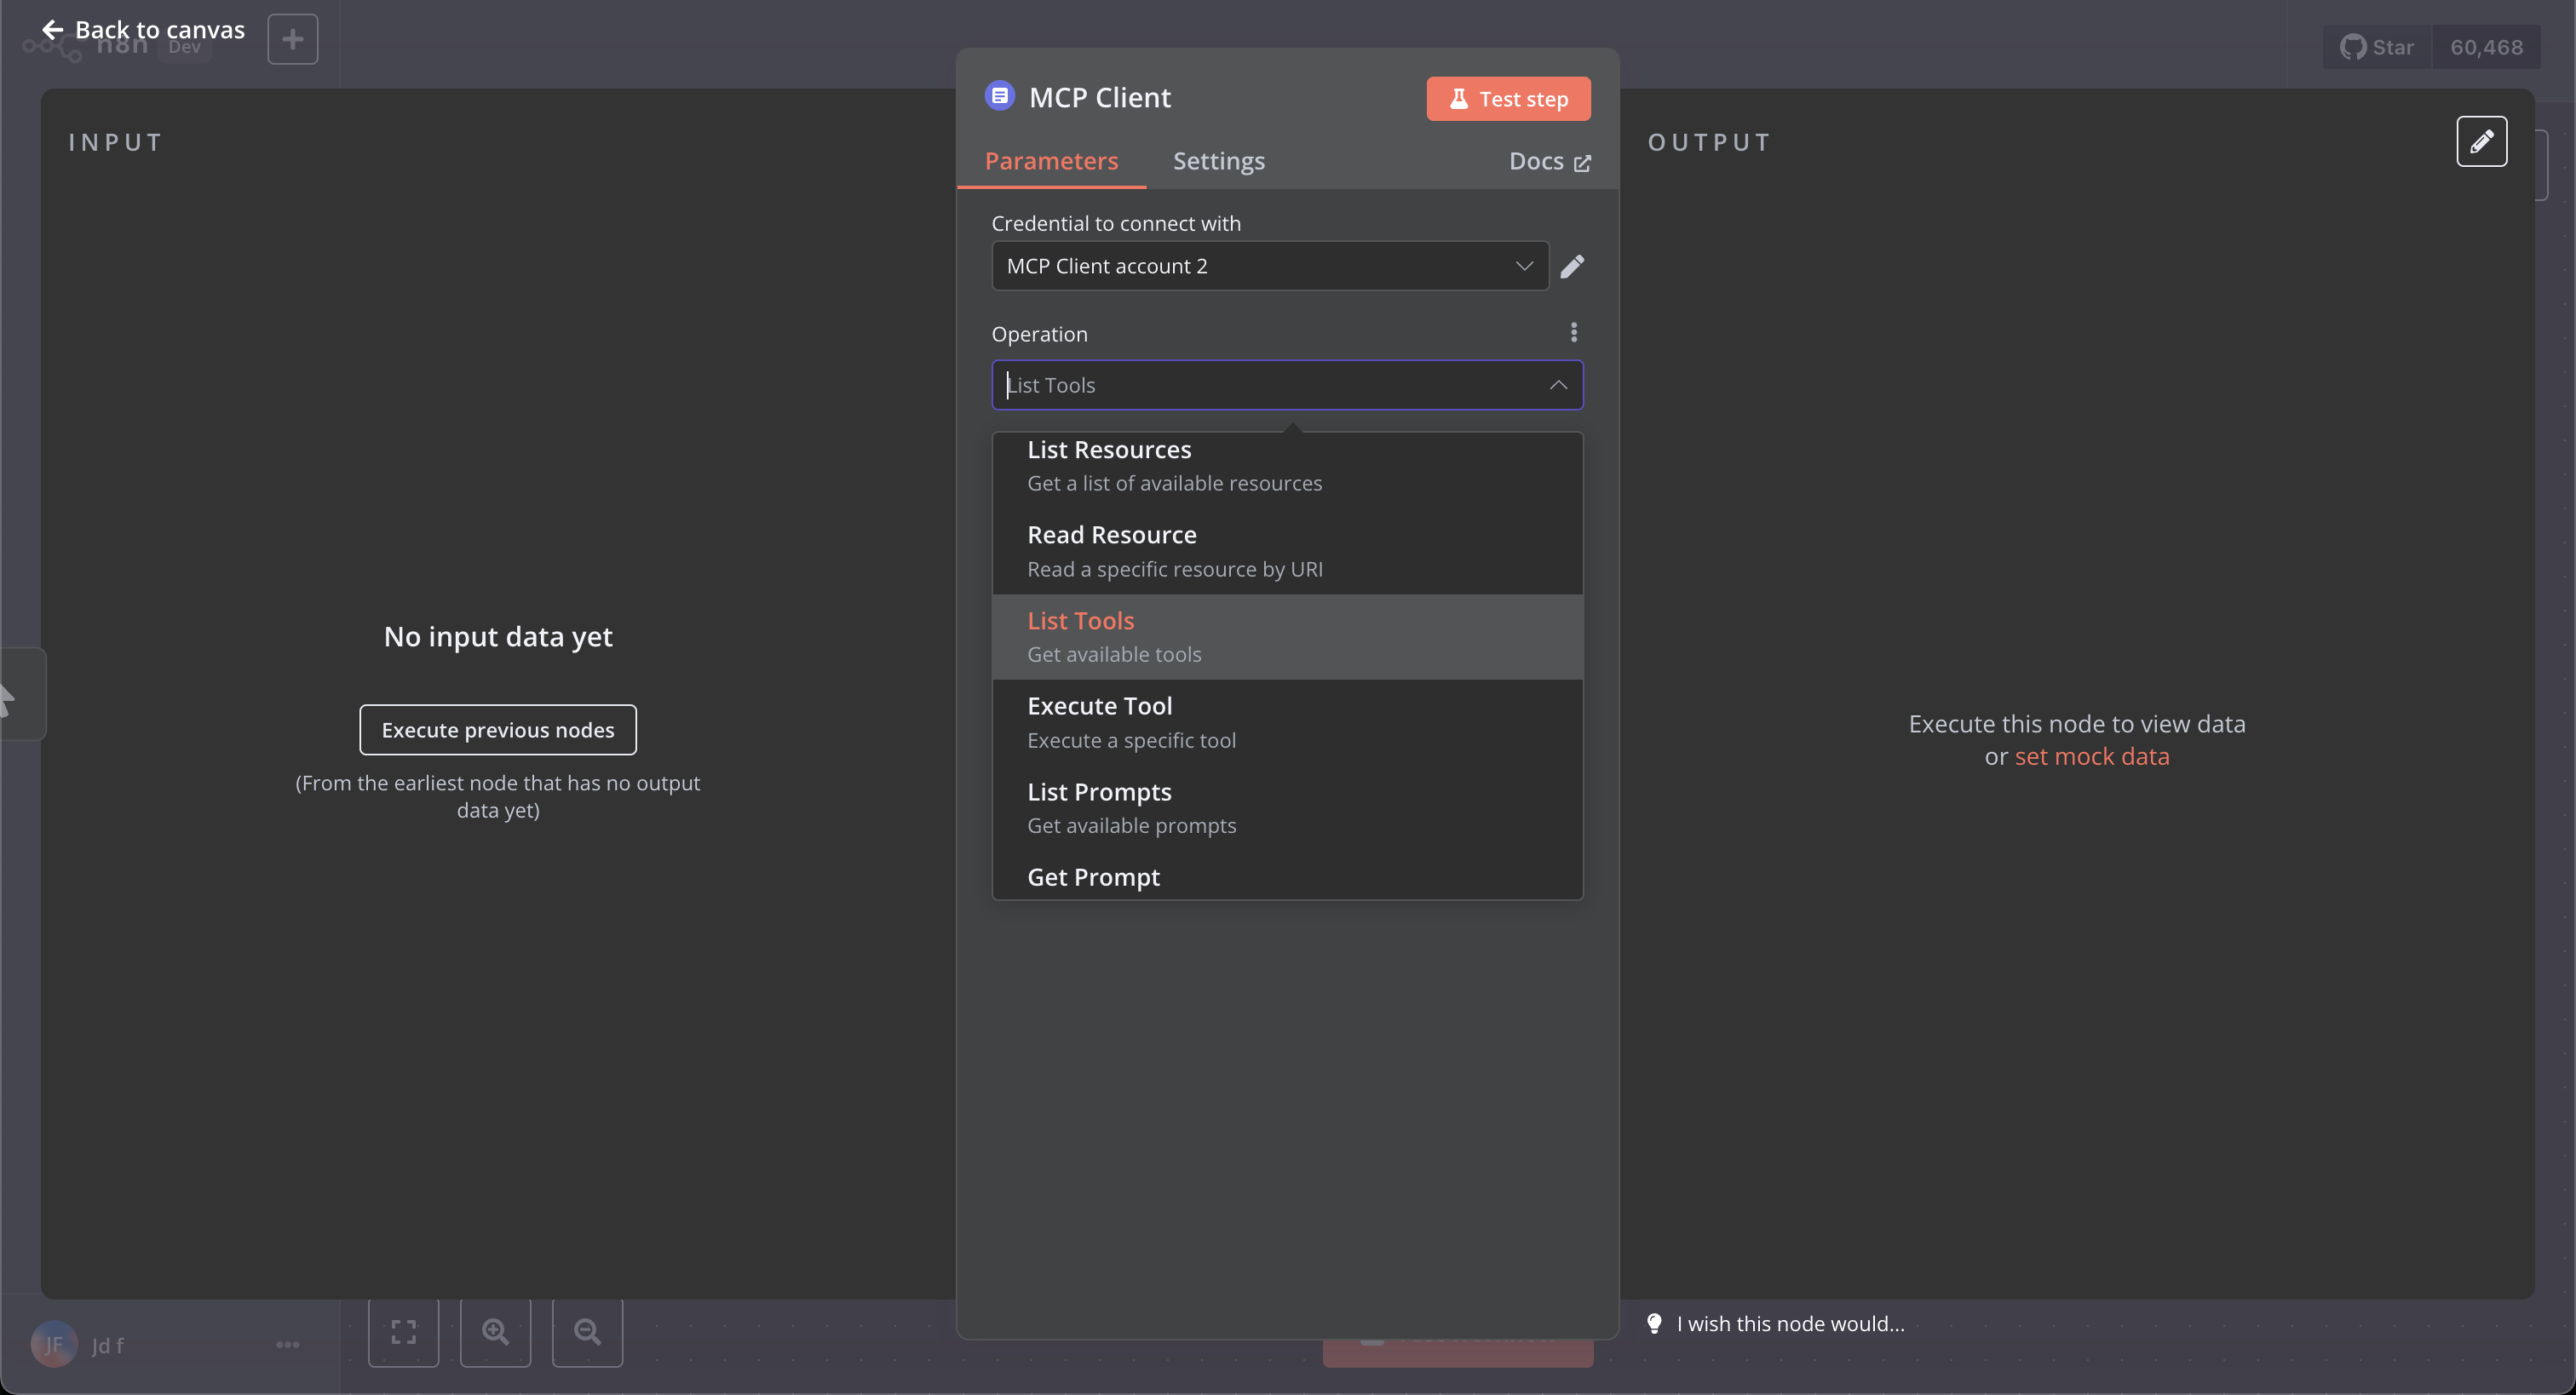 Back to canvas
n8n Dev
Star 60,468
INPUT
No input data yet
Execute previous nodes
(From the earliest node that has no output
data yet)
MCP Client
Test step
Parameters
Settings
Docs
Credential to connect with
MCP Client account 2
Operation
List Tools
List Resources
Get a list of available resources
Read Resource
Read a specific resource by URI
List Tools
Get available tools
Execute Tool
Execute a specific tool
List Prompts
Get available prompts
Get Prompt
OUTPUT
Execute this node to view data
or set mock data
I wish this node would...
JF Jd f